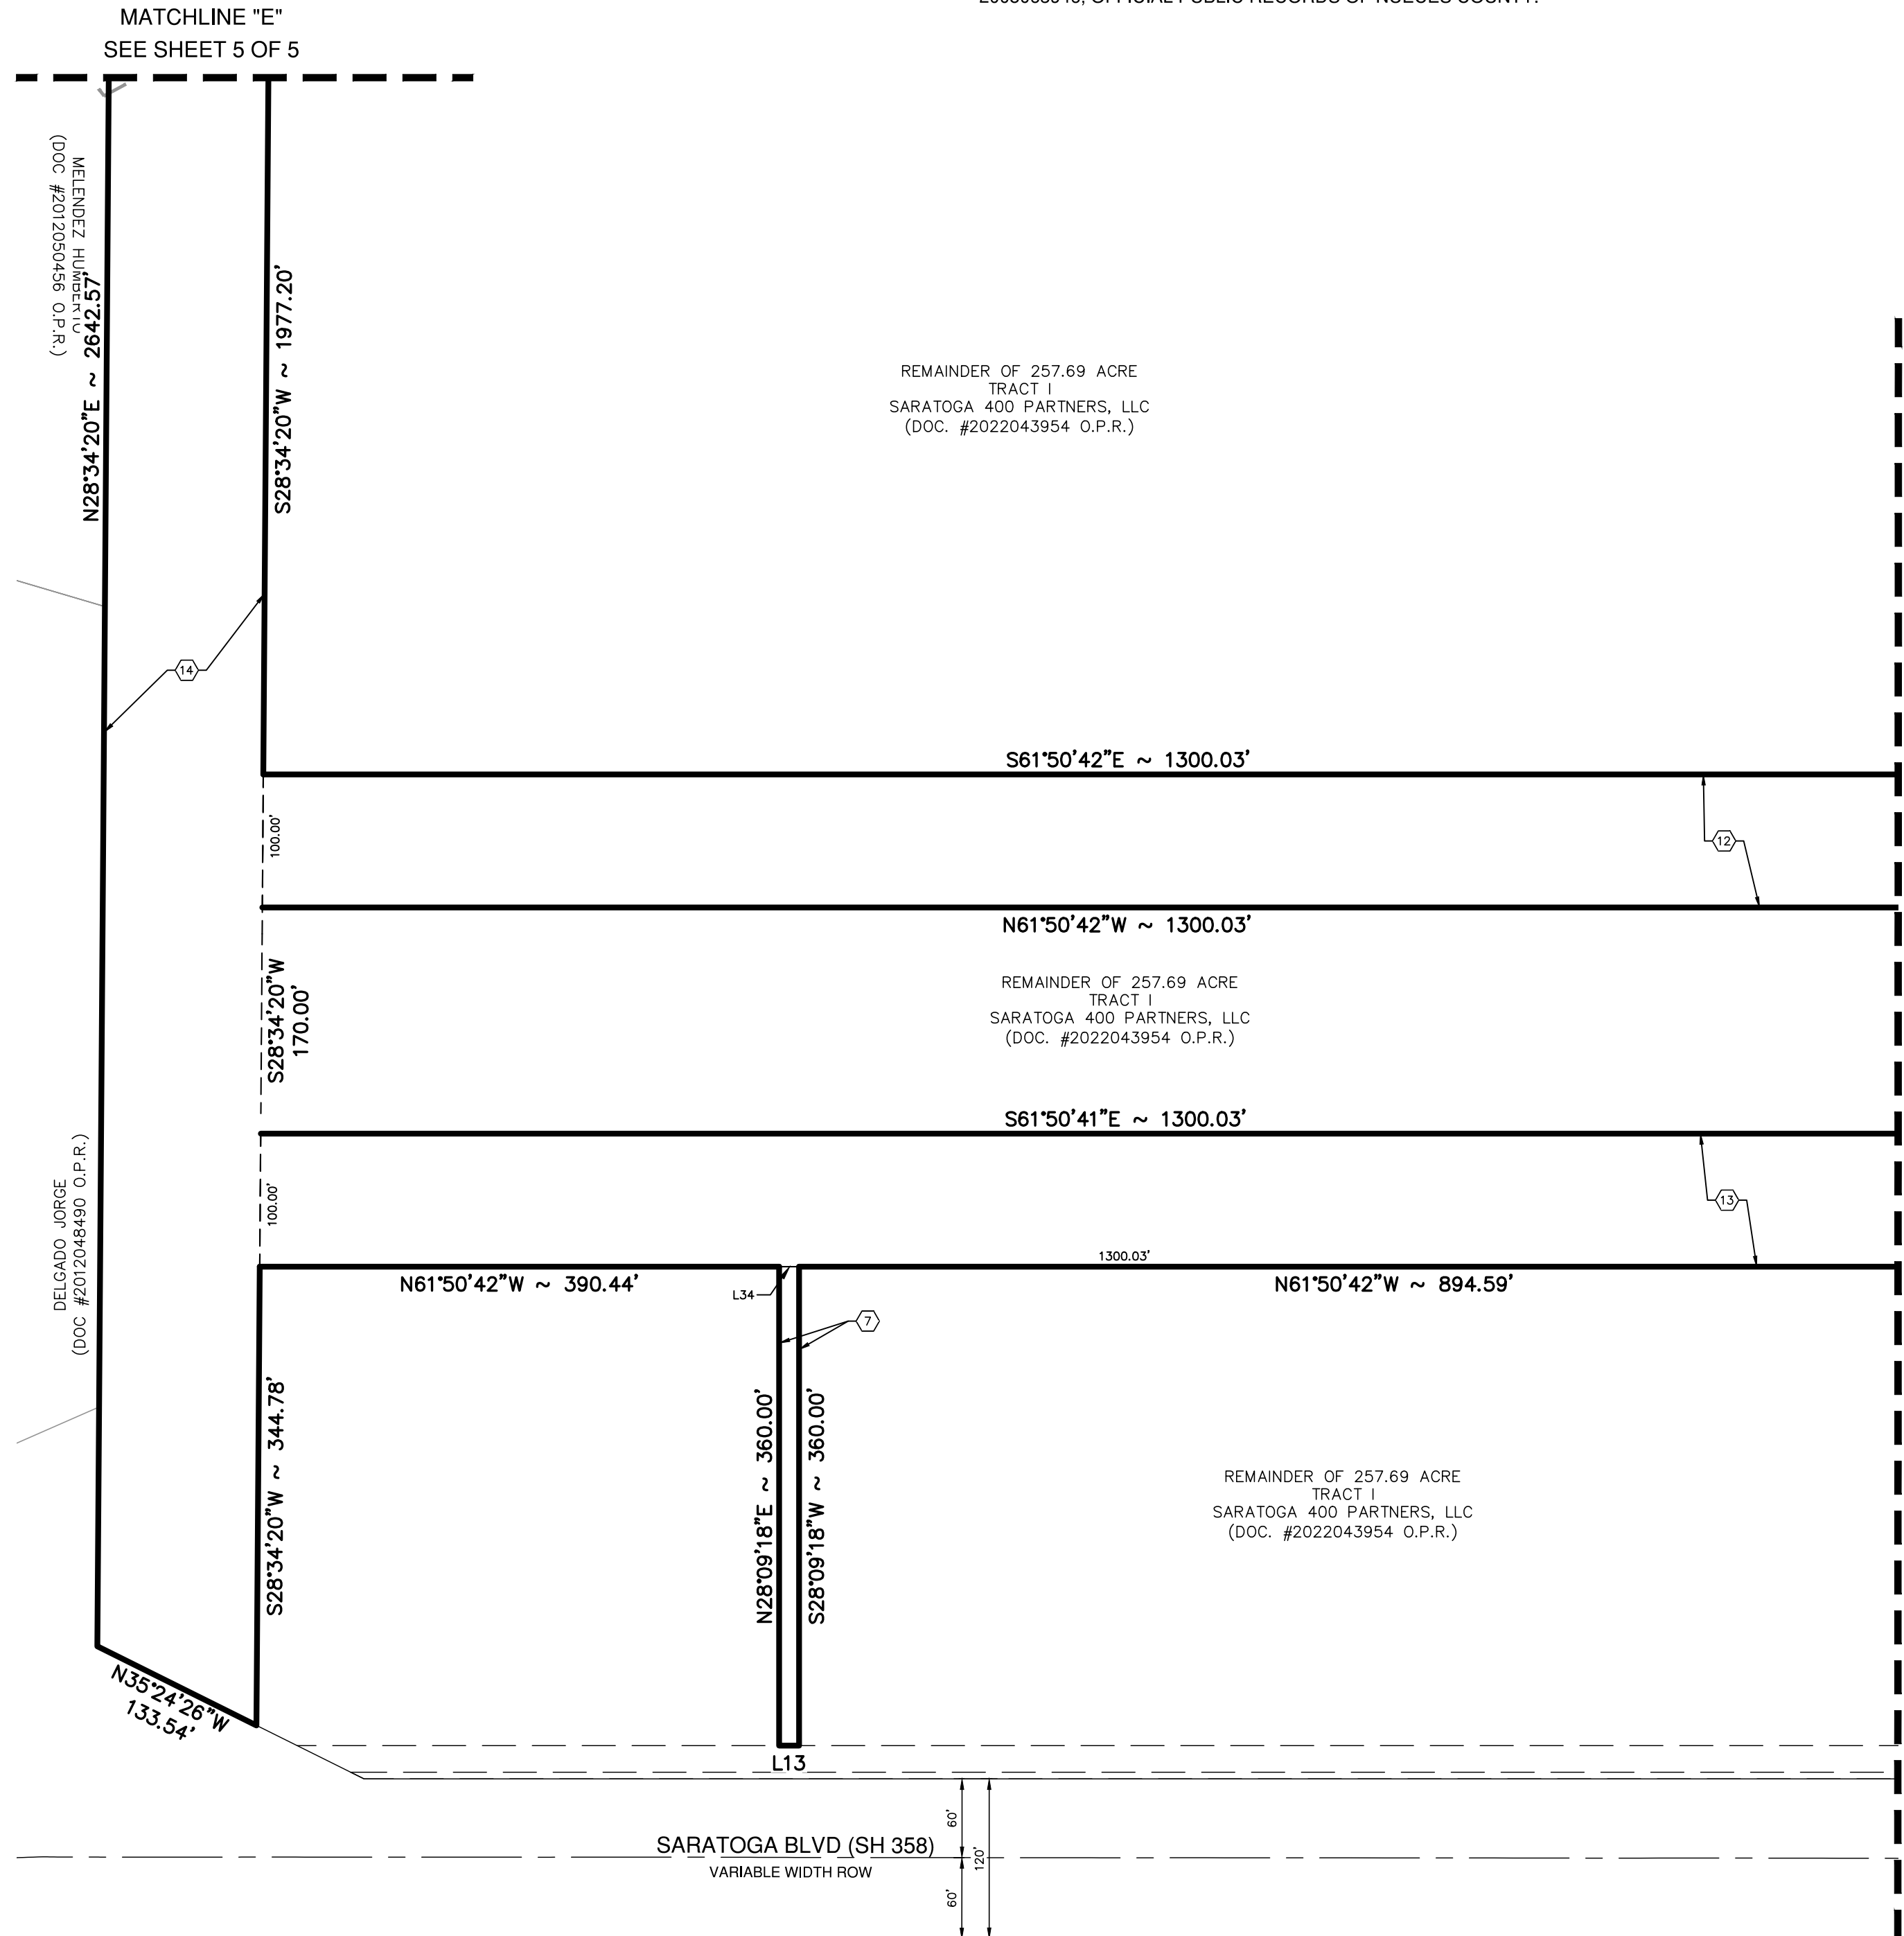 MATCHLINE "E"
SEE SHEET 5 OF 5
MELENDEZ
(DOC #2012050456 O.P.R.)
N28°34'20"E ~ 2642.57'
S28°34'20"W ~ 1977.20'
REMAINDER OF 257.69 ACRE
TRACT I
SARATOGA 400 PARTNERS, LLC
(DOC. #2022043954 O.P.R.)
14
S61°50'42"E ~ 1300.03'
100.00'
12
N61°50'42"W ~ 1300.03'
S28°34'20"W
170.00'
REMAINDER OF 257.69 ACRE
TRACT I
SARATOGA 400 PARTNERS, LLC
(DOC. #2022043954 O.P.R.)
S61°50'41"E ~ 1300.03'
DELGADO JORGE
(DOC #2012048490 O.P.R.)
100.00'
13
1300.03'
N61°50'42"W ~ 390.44'
L34
N61°50'42"W ~ 894.59'
7
S28°34'20"W ~ 344.78'
N28°09'18"E ~ 360.00'
S28°09'18"W ~ 360.00'
REMAINDER OF 257.69 ACRE
TRACT I
SARATOGA 400 PARTNERS, LLC
(DOC. #2022043954 O.P.R.)
N35°24'26"W
133.54'
L13
60'
120'
SARATOGA BLVD (SH 358)
VARIABLE WIDTH ROW
60'